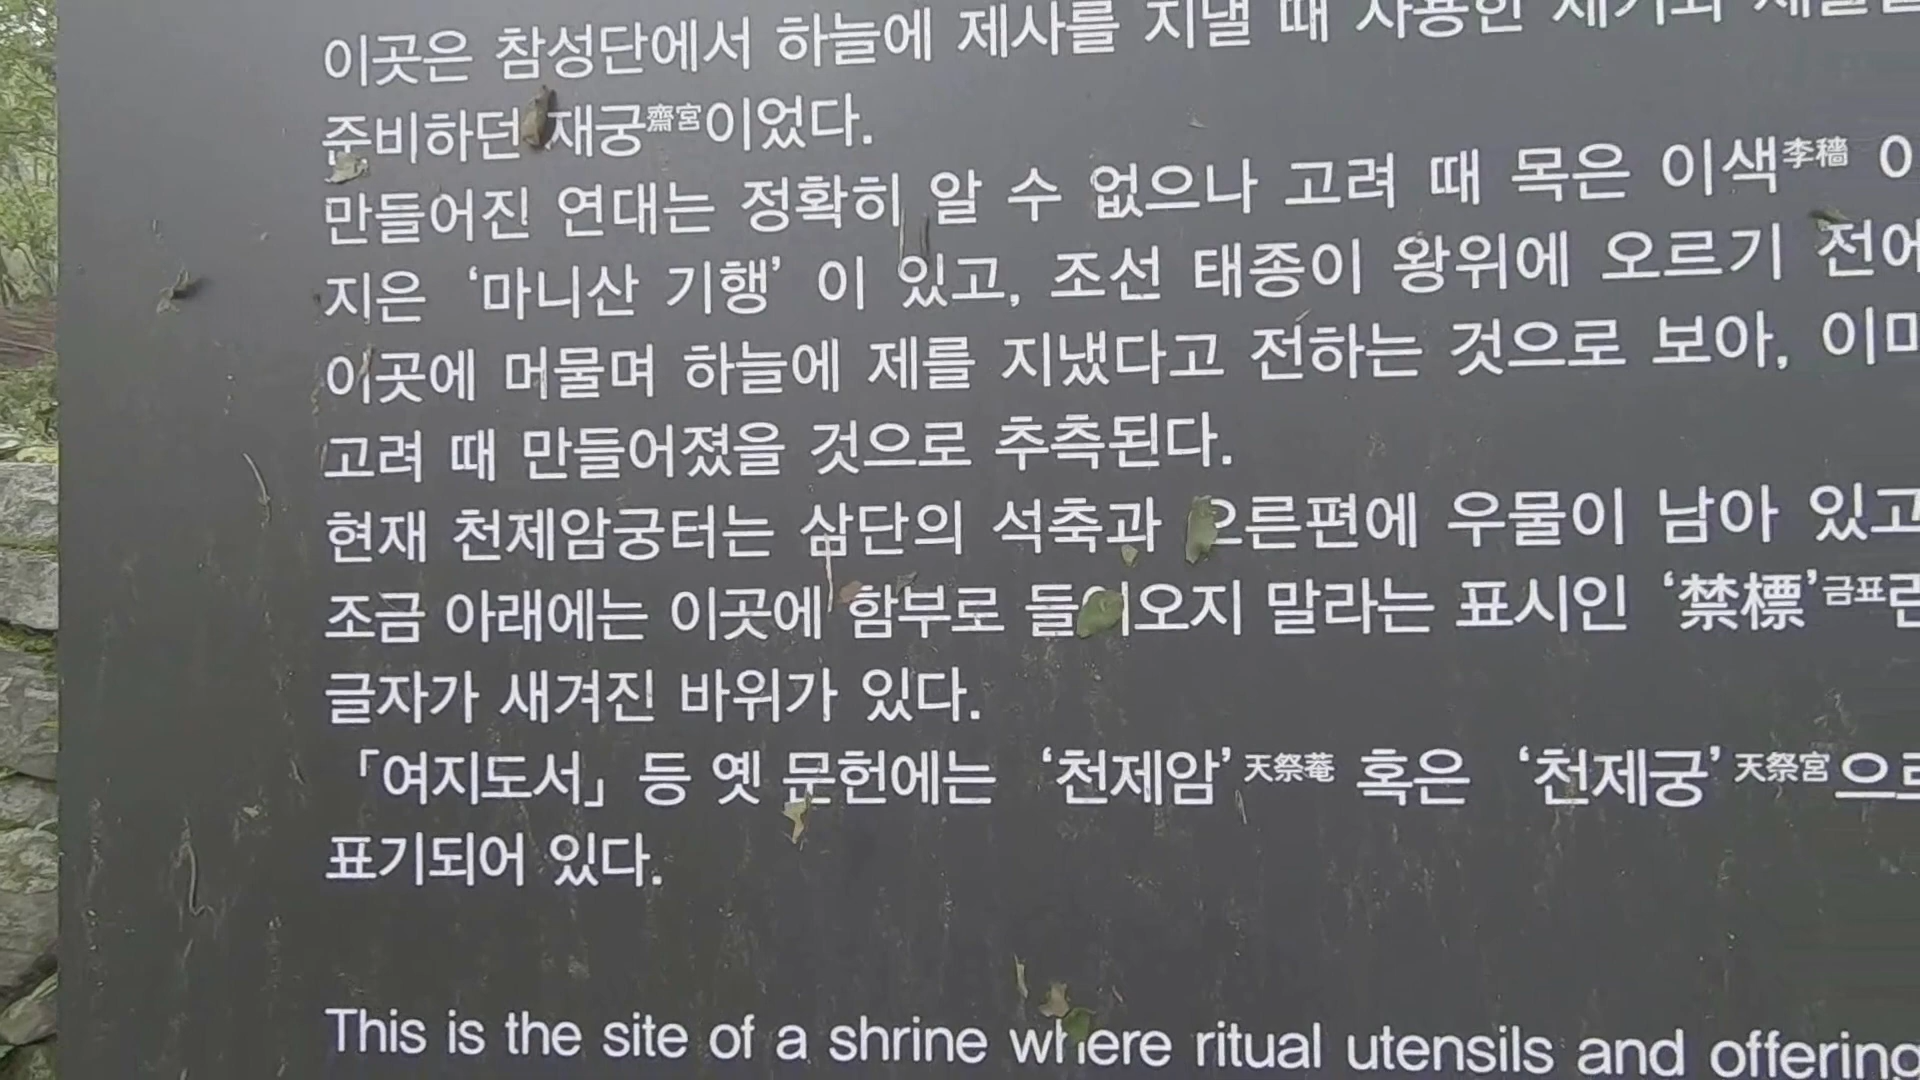 이곳은 참성단에서 하늘에 제사를 지낼 때 사용한
준비하던 재궁齋宮이었다.
만들어진 연대는 정확히 알 수 없으나 고려 때 목은 이색李穡 이
지은 ‘마니산 기행’ 이 있고, 조선 태종이 왕위에 오르기 전에
이곳에 머물며 하늘에 제를 지냈다고 전하는 것으로 보아, 이미
고려 때 만들어졌을 것으로 추측된다.
현재 천제암궁터는 삼단의 석축과 오른편에 우물이 남아 있고
조금 아래에는 이곳에 함부로 들어오지 말라는 표시인 ‘禁標’금표란
글자가 새겨진 바위가 있다.
「여지도서」 등 옛 문헌에는 ‘천제암’天祭菴 혹은 ‘천제궁’天祭宮으로
표기되어 있다.
This is the site of a shrine where ritual utensils and offering